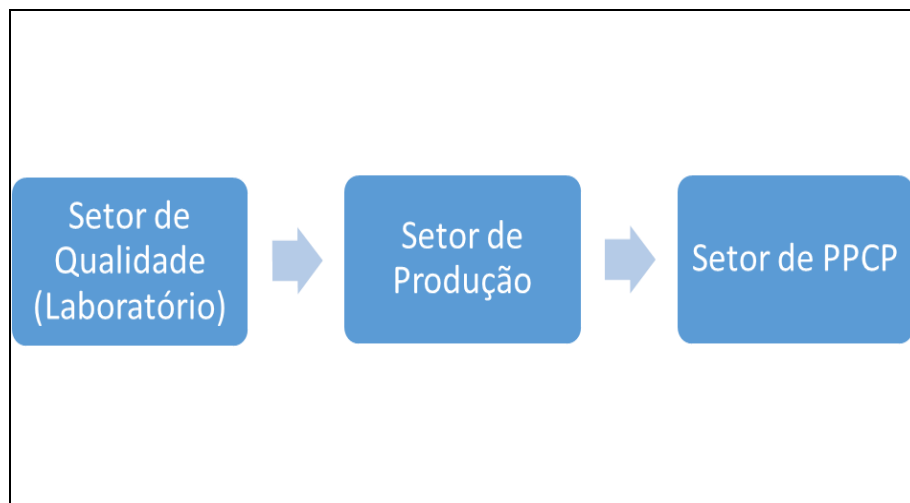 Setor de
Qualidade
(Laboratório)
Setor de
Produção
Setor de PPCP